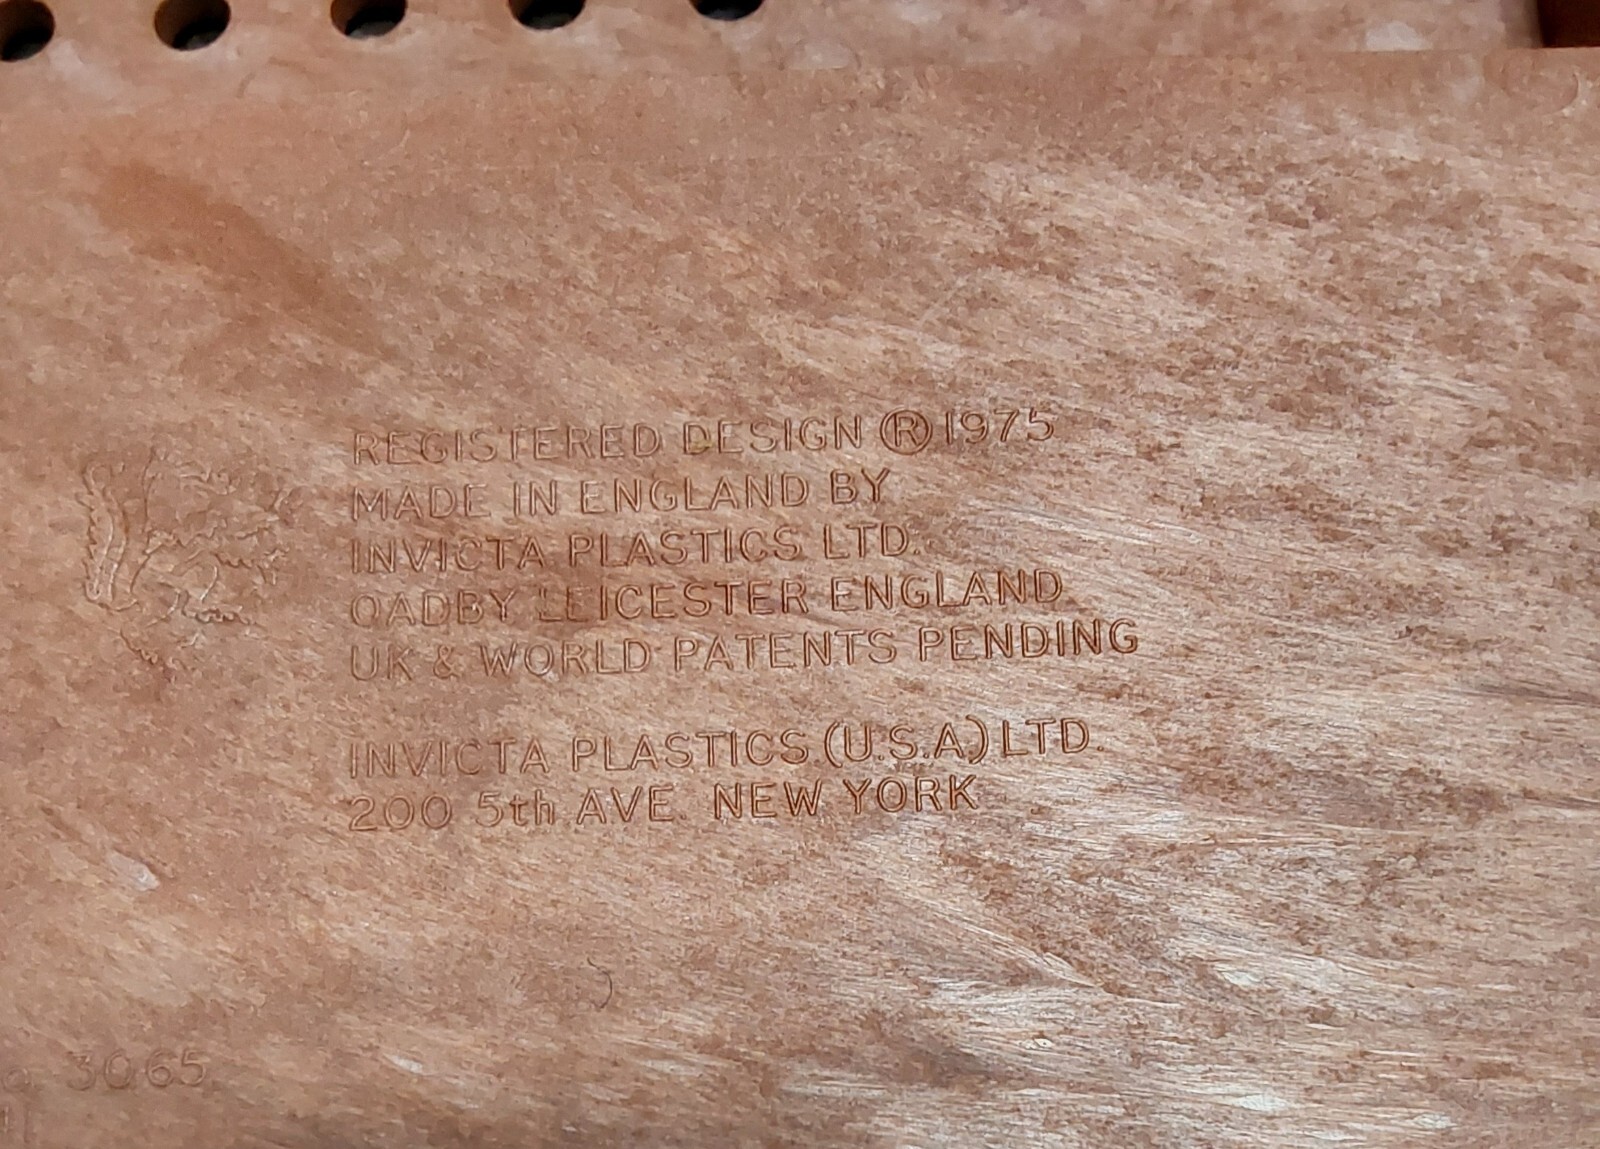 REGISTERED DESIGN ® 1975
MADE IN ENGLAND BY
INVICTA PLASTICS LTD.
OADBY LEICESTER ENGLAND
UK & WORLD PATENTS PENDING
INVICTA PLASTICS (U.S.A.) LTD.
200 5th AVE. NEW YORK
3065